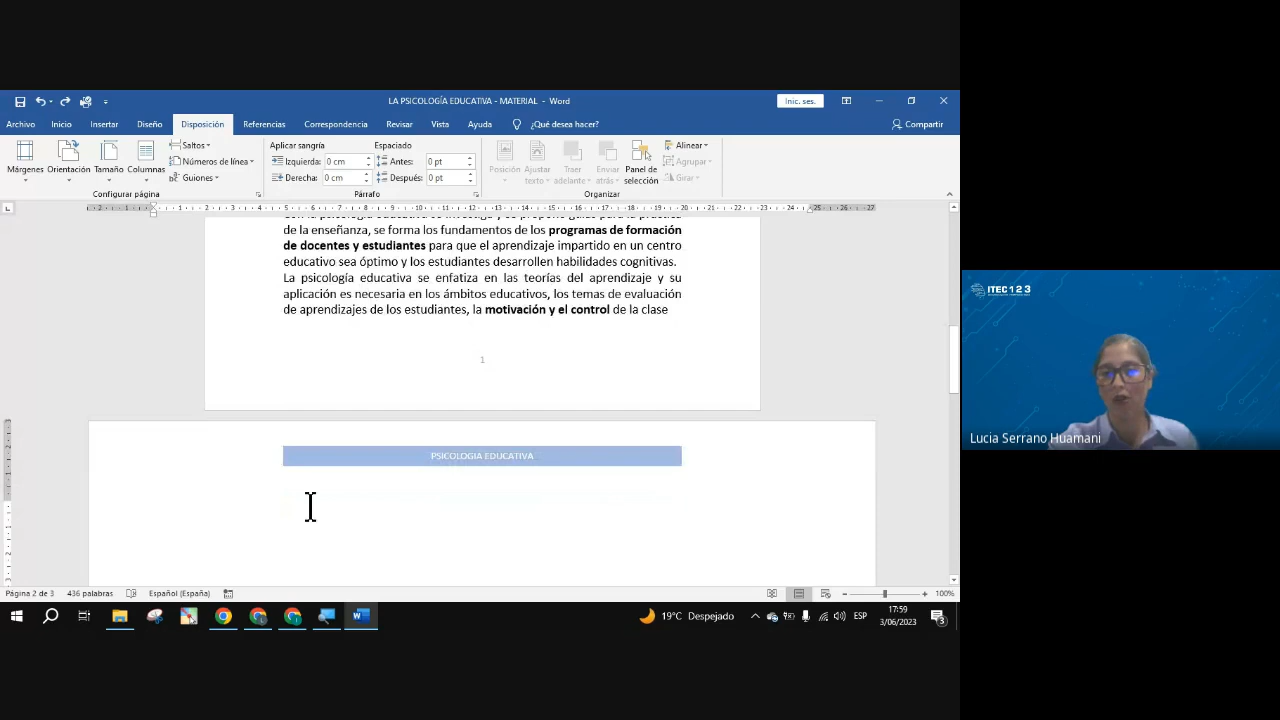 LA PSICOLOGÍA EDUCATIVA - MATERIAL - Word
Inic. ses.
Archivo Inicio Insertar Diseño Disposición Referencias Correspondencia Revisar Vista Ayuda ¿Qué desea hacer? Compartir
Márgenes Orientación Tamaño Columnas
Saltos
Números de línea
Guiones
Configurar página
Aplicar sangría Espaciado
Izquierda: 0 cm Antes: 0 pt
Derecha: 0 cm Después: 0 pt
Párrafo
Posición Ajustar texto Traer adelante Enviar atrás Panel de selección
Alinear
Agrupar
Girar
Organizar
de la enseñanza, se forma los fundamentos de los programas de formación
de docentes y estudiantes para que el aprendizaje impartido en un centro
educativo sea óptimo y los estudiantes desarrollen habilidades cognitivas.
La psicología educativa se enfatiza en las teorías del aprendizaje y su
aplicación es necesaria en los ámbitos educativos, los temas de evaluación
de aprendizajes de los estudiantes, la motivación y el control de la clase
1
PSICOLOGIA EDUCATIVA
Página 2 de 3 436 palabras Español (España) 100%
19°C Despejado ESP 17:59
3/06/2023
3
ITEC 1 2 3
Lucia Serrano Huamani